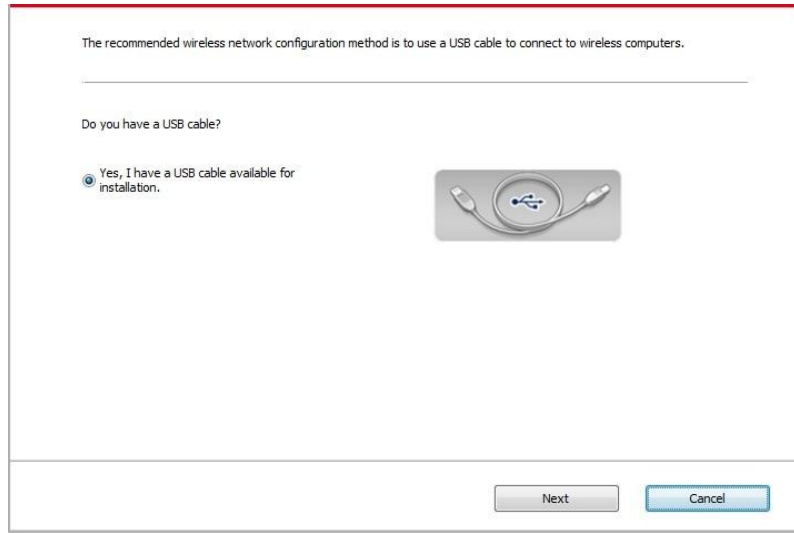 The recommended wireless network configuration method is to use a USB cable to connect to wireless computers.
Do you have a USB cable?
Yes, I have a USB cable available for
installation.
Next
Cancel